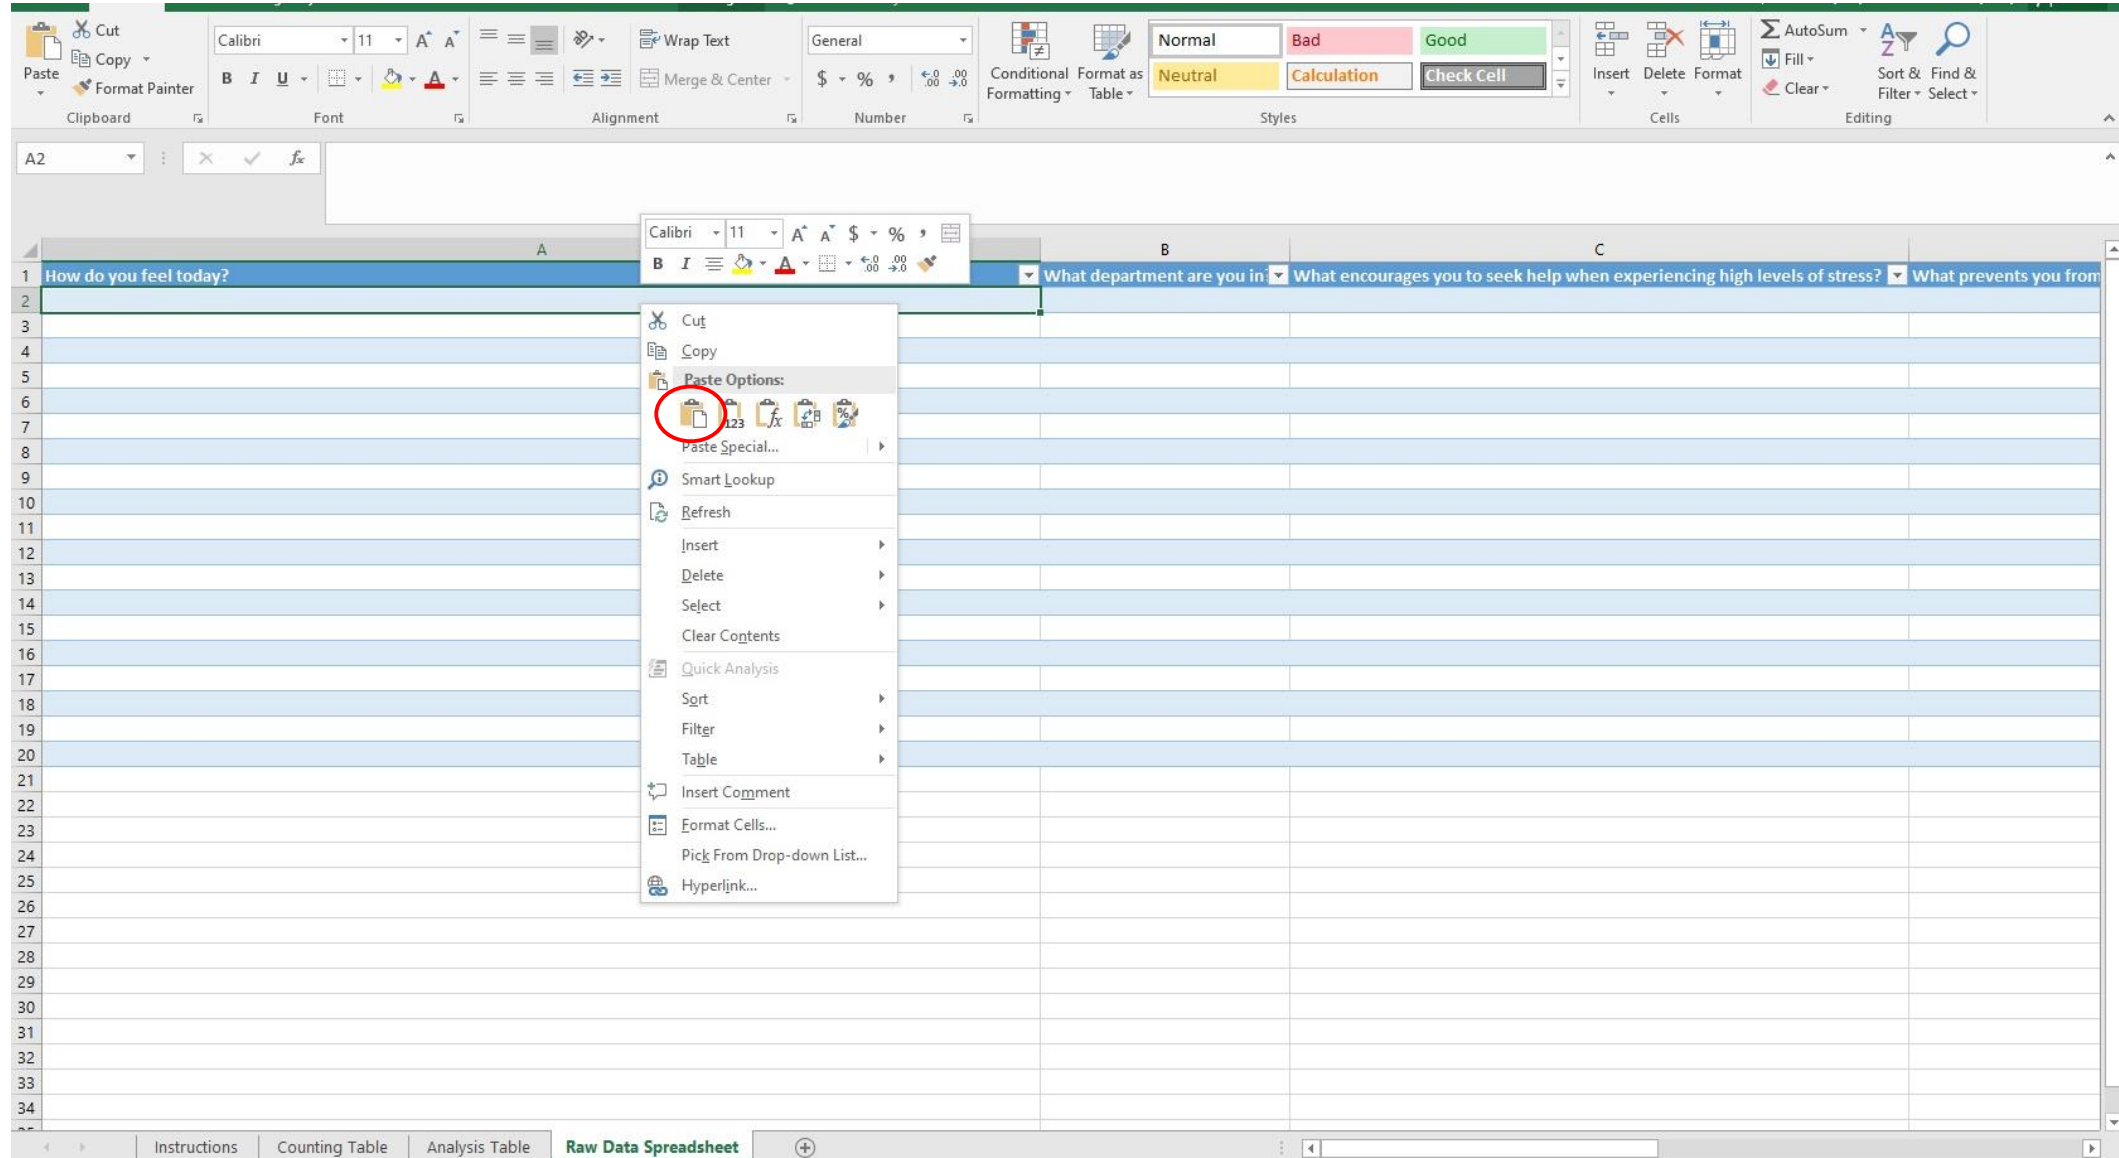 Cut
Copy
Format Painter
Paste
Clipboard
Calibri 11 A A
B I U A
Font
Wrap Text
Merge & Center
Alignment
General
$ % , .00 .00
Number
Conditional Formatting
Format as Table
Normal Bad Good
Neutral Calculation Check Cell
Styles
Insert Delete Format
Cells
AutoSum
Fill
Clear
Sort & Filter
Find & Select
Editing
A2 fx
Calibri 11 A A $ % ,
B I A .00 .00
A B C
1 How do you feel today? What department are you in? What encourages you to seek help when experiencing high levels of stress? What prevents you from
2
3
4
5
6
7
8
9
10
11
12
13
14
15
16
17
18
19
20
21
22
23
24
25
26
27
28
29
30
31
32
33
34
Cut
Copy
Paste Options:
123 fx %
Paste Special...
Smart Lookup
Refresh
Insert
Delete
Select
Clear Contents
Quick Analysis
Sort
Filter
Table
Insert Comment
Format Cells...
Pick From Drop-down List...
Hyperlink...
Instructions Counting Table Analysis Table Raw Data Spreadsheet